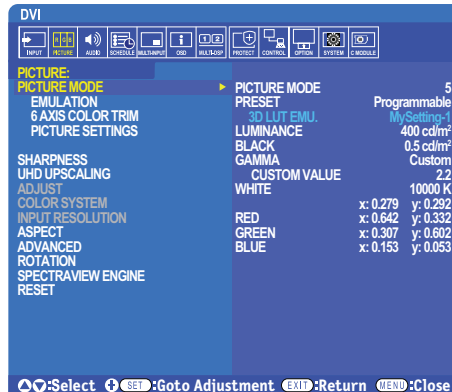 DVI
INPUT PICTURE AUDIO SCHEDULE MULTI-INPUT OSD MULTI-DSP PROTECT CONTROL OPTION SYSTEM C MODULE
PICTURE:
PICTURE MODE
EMULATION
6 AXIS COLOR TRIM
PICTURE SETTINGS
SHARPNESS
UHD UPSCALING
ADJUST
COLOR SYSTEM
INPUT RESOLUTION
ASPECT
ADVANCED
ROTATION
SPECTRAVIEW ENGINE
RESET
PICTURE MODE 5
PRESET Programmable
3D LUT EMU. MySetting-1
LUMINANCE 400 cd/m²
BLACK 0.5 cd/m²
GAMMA Custom
CUSTOM VALUE 2.2
WHITE 10000 K
x: 0.279 y: 0.292
RED x: 0.642 y: 0.332
GREEN x: 0.307 y: 0.602
BLUE x: 0.153 y: 0.053
:Select SET:Goto Adjustment EXIT:Return MENU:Close